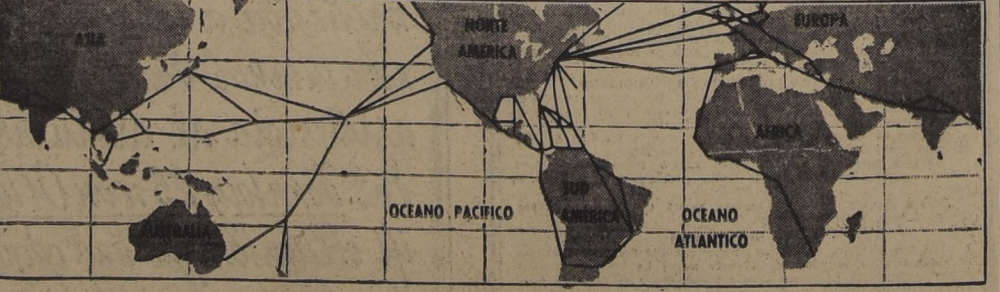 ASIA
NORTE
AMERICA
EUROPA
AFRICA
SUD
AMERICA
OCEANO PACIFICO
OCEANO
ATLANTICO
AUSTRALIA